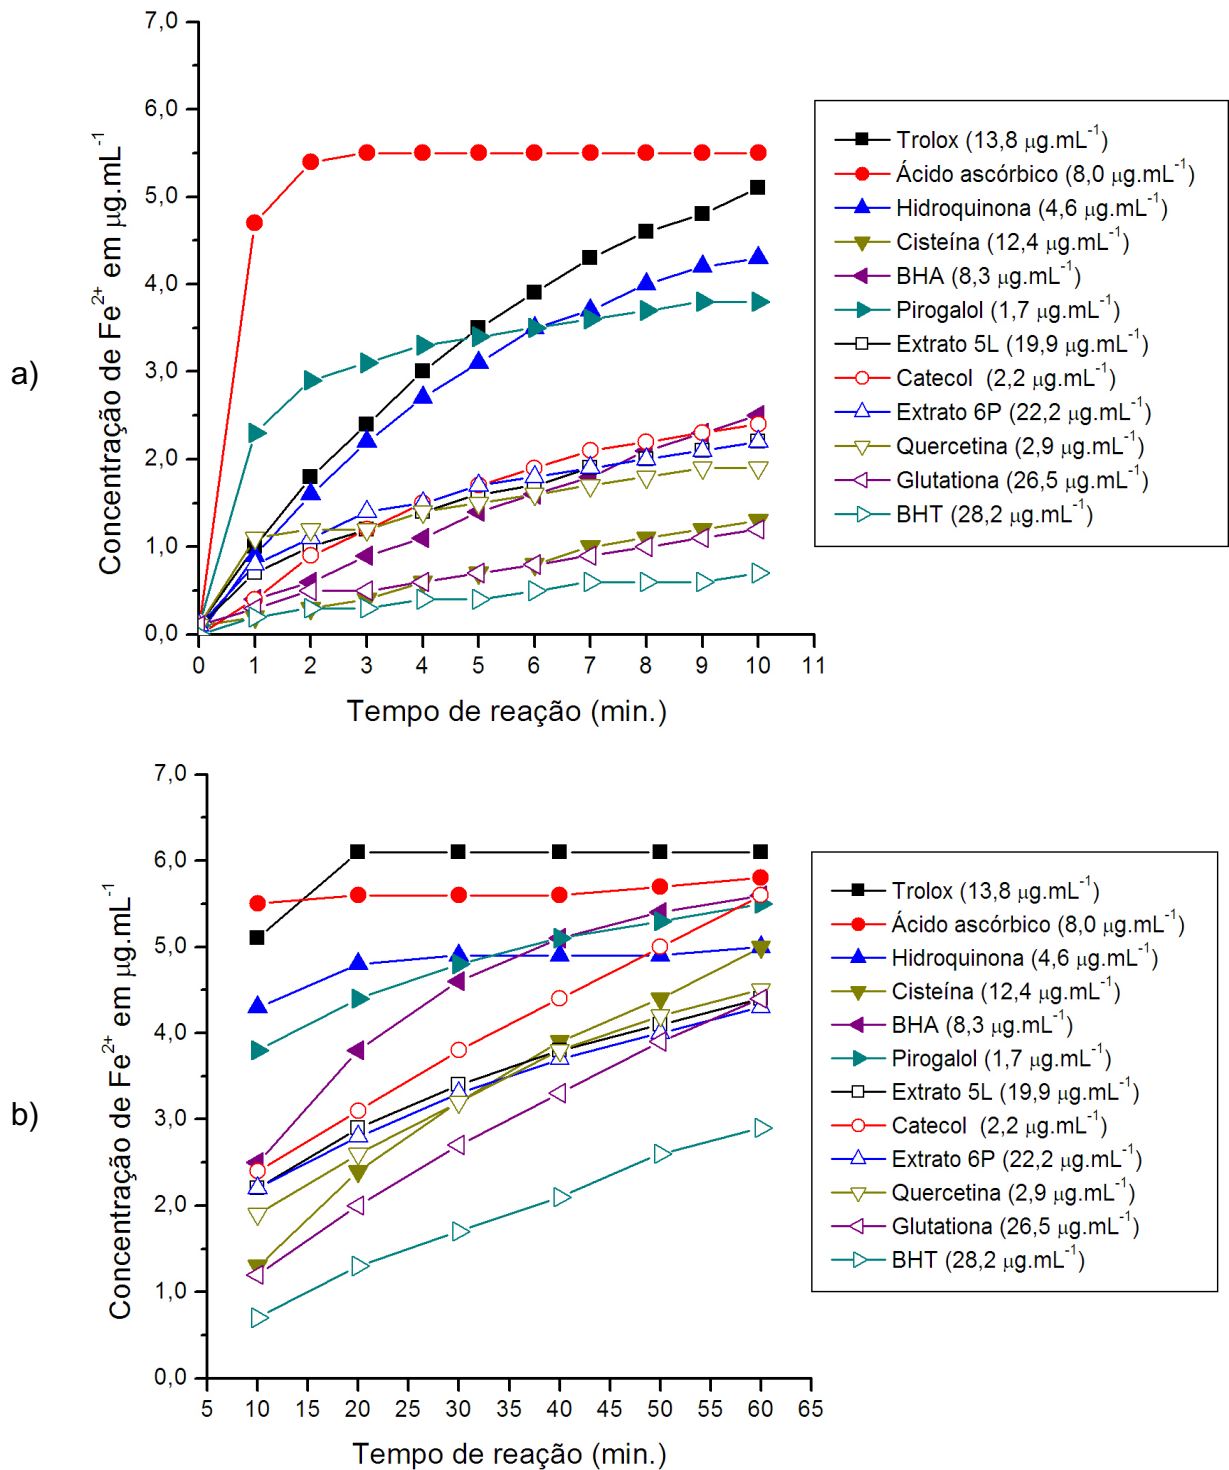 a)
Concentração de Fe²⁺ em μg.mL⁻¹
7,0
6,0
5,0
4,0
3,0
2,0
1,0
0,0
0 1 2 3 4 5 6 7 8 9 10 11
Tempo de reação (min.)
Trolox (13,8 μg.mL⁻¹)
Ácido ascórbico (8,0 μg.mL⁻¹)
Hidroquinona (4,6 μg.mL⁻¹)
Cisteína (12,4 μg.mL⁻¹)
BHA (8,3 μg.mL⁻¹)
Pirogalol (1,7 μg.mL⁻¹)
Extrato 5L (19,9 μg.mL⁻¹)
Catecol (2,2 μg.mL⁻¹)
Extrato 6P (22,2 μg.mL⁻¹)
Quercetina (2,9 μg.mL⁻¹)
Glutationa (26,5 μg.mL⁻¹)
BHT (28,2 μg.mL⁻¹)
b)
Concentração de Fe²⁺ em μg.mL⁻¹
7,0
6,0
5,0
4,0
3,0
2,0
1,0
0,0
5 10 15 20 25 30 35 40 45 50 55 60 65
Tempo de reação (min.)
Trolox (13,8 μg.mL⁻¹)
Ácido ascórbico (8,0 μg.mL⁻¹)
Hidroquinona (4,6 μg.mL⁻¹)
Cisteína (12,4 μg.mL⁻¹)
BHA (8,3 μg.mL⁻¹)
Pirogalol (1,7 μg.mL⁻¹)
Extrato 5L (19,9 μg.mL⁻¹)
Catecol (2,2 μg.mL⁻¹)
Extrato 6P (22,2 μg.mL⁻¹)
Quercetina (2,9 μg.mL⁻¹)
Glutationa (26,5 μg.mL⁻¹)
BHT (28,2 μg.mL⁻¹)